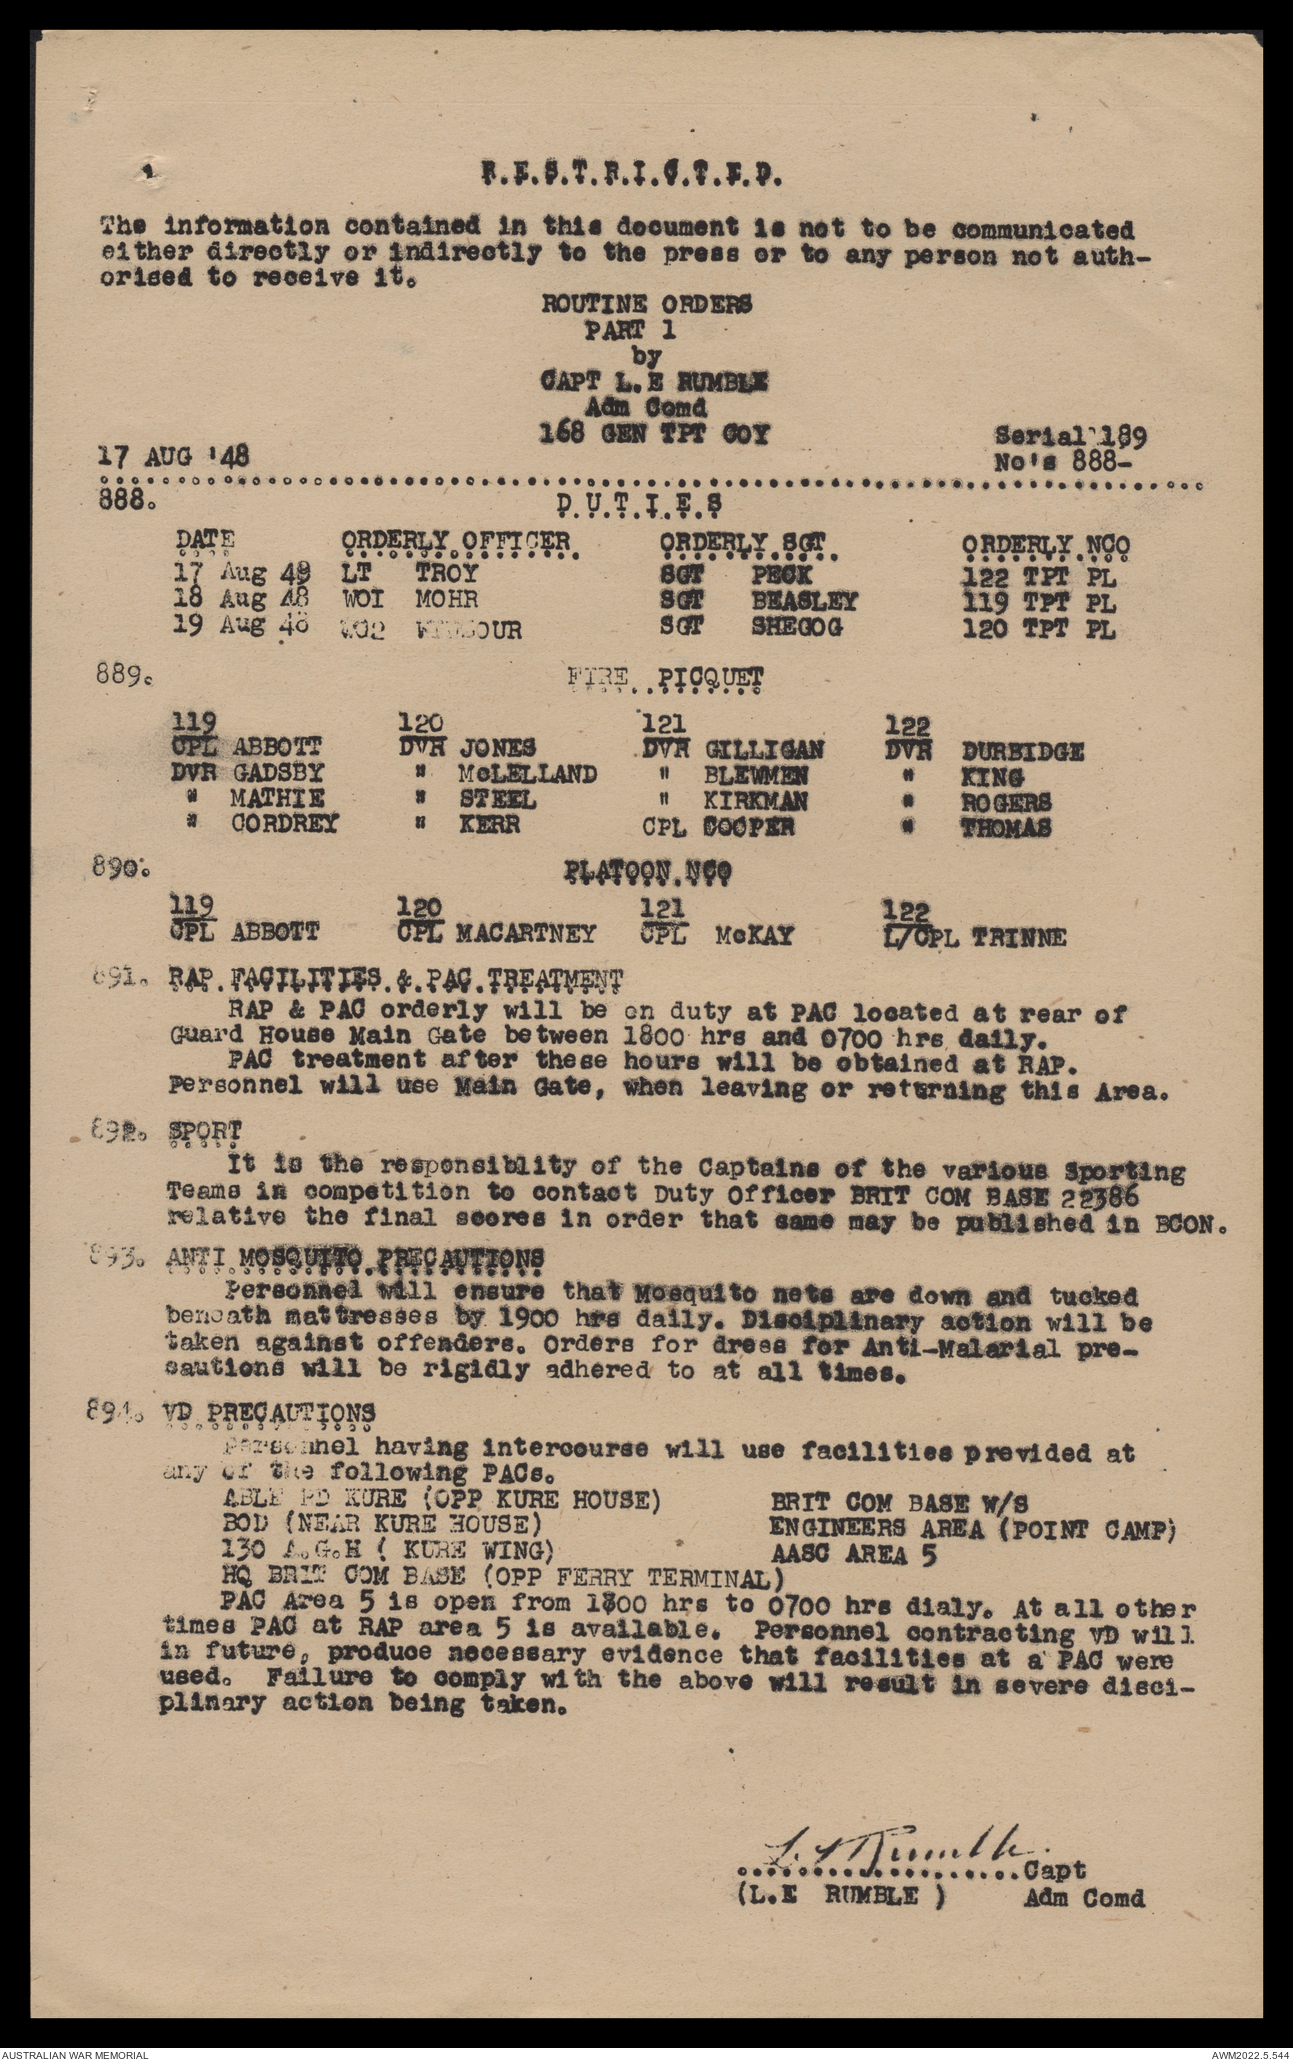 R.E.S.T.R.I.C.T.E.D.
The information contained in this document is not to be communicated
either directly or indirectly to the press or to any person not auth-
orised to receive it.
ROUTINE ORDERS
PART 1
by
CAPT L.E RUMBLE
Adm Comd
168 GEN TPT COY
Serial 189
17 AUG '48
No's 888-
888.
D.U.T.I.E.S
DATE ORDERLY OFFICER ORDERLY SGT ORDERLY NCO
17 Aug 48 LT TROY SGT PECK 122 TPT PL
18 Aug 48 WOI MOHR SGT BEASLEY 119 TPT PL
19 Aug 48 WO2 SGT SHEGOG 120 TPT PL
889.
FIRE PICQUET
119 120 121 122
CPL ABBOTT DVR JONES DVR GILLIGAN DVR DURBIDGE
DVR GADSBY " McLELLAND " BLEWMEN " KING
" MATHIE " STEEL " KIRKMAN " ROGERS
" CORDREY " KERR CPL COOPER " THOMAS
890.
PLATOON NCO
119 120 121 122
CPL ABBOTT CPL MACARTNEY CPL McKAY L/CPL TRINNE
891. RAP FACILITIES & PAC TREATMENT
RAP & PAC orderly will be on duty at PAC located at rear of
Guard House Main Gate between 1800 hrs and 0700 hrs daily.
PAC treatment after these hours will be obtained at RAP.
Personnel will use Main Gate, when leaving or returning this Area.
892. SPORT
It is the responsiblity of the Captains of the various Sporting
Teams in competition to contact Duty Officer BRIT COM BASE 22386
relative the final scores in order that same may be published in BCON.
893. ANTI MOSQUITO PRECAUTIONS
Personnel will ensure that Mosquito nets are down and tucked
beneath mattresses by 1900 hrs daily. Disciplinary action will be
taken against offenders. Orders for dress for Anti-Malarial pre-
cautions will be rigidly adhered to at all times.
894. VD PRECAUTIONS
Personnel having intercourse will use facilities provided at
any of the following PACs.
ABLE PD KURE (OPP KURE HOUSE) BRIT COM BASE W/S
BOD (NEAR KURE HOUSE) ENGINEERS AREA (POINT CAMP)
130 A.G.H ( KURE WING) AASC AREA 5
HQ BRIT COM BASE (OPP FERRY TERMINAL)
PAC Area 5 is open from 1800 hrs to 0700 hrs dialy. At all other
times PAC at RAP area 5 is available. Personnel contracting VD will
in future, produce necessary evidence that facilities at a PAC were
used. Failure to comply with the above will result in severe disci-
plinary action being taken.
L. E Rumble.
...................Capt
(L.E RUMBLE ) Adm Comd
AUSTRALIAN WAR MEMORIAL
AWM2022.5.544